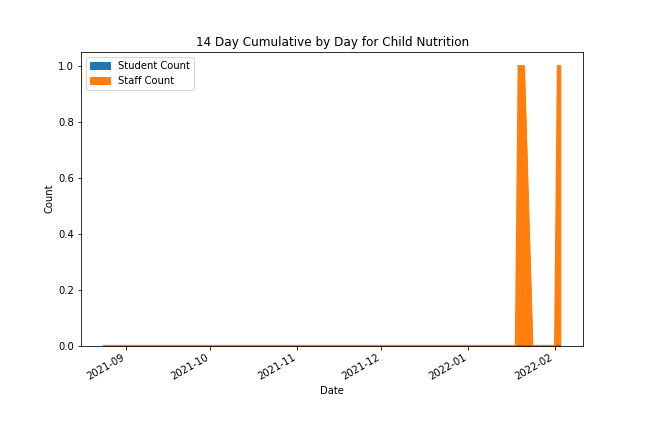 14 Day Cumulative by Day for Child Nutrition
Student Count
Staff Count
1.0
0.8
0.6
0.4
0.2
0.0
Count
2021-09
2021-10
2021-11
2021-12
2022-01
2022-02
Date